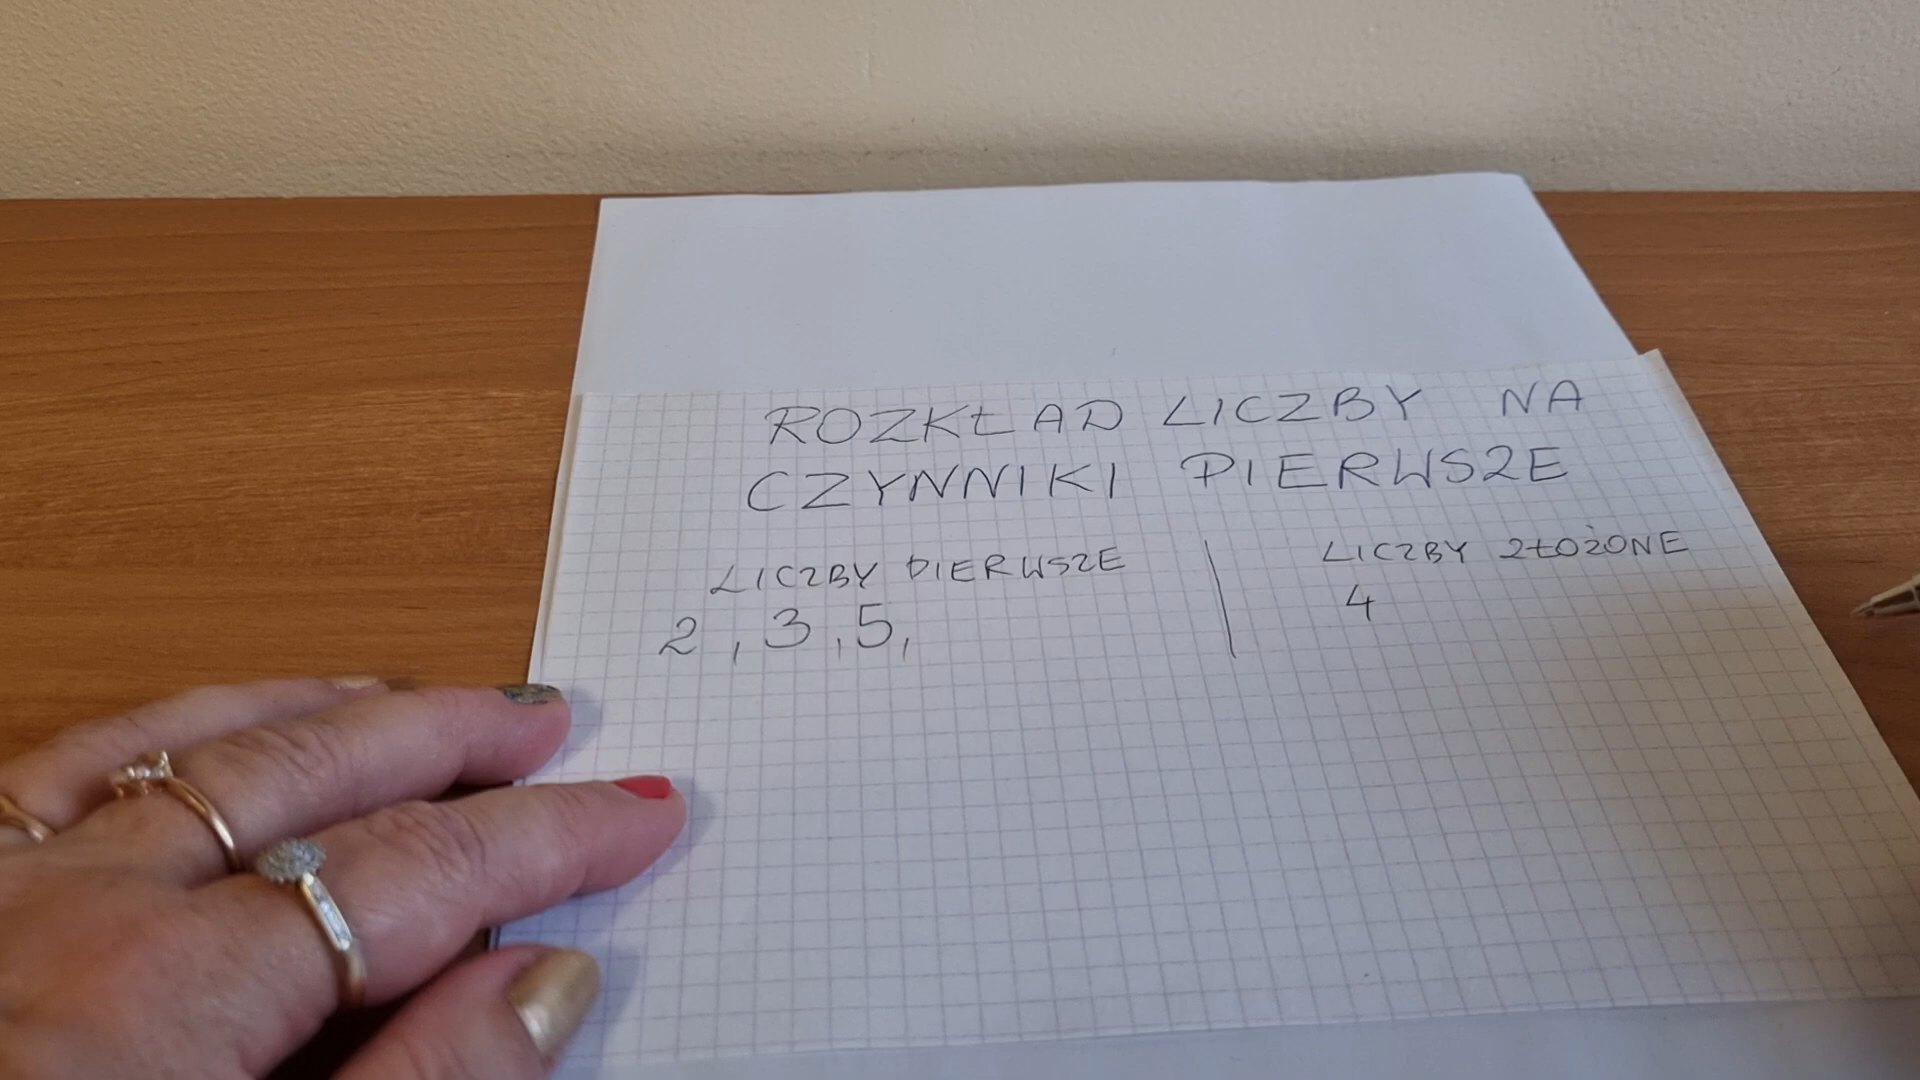 ROZKŁAD LICZBY NA
CZYNNIKI PIERWSZE
LICZBY PIERWSZE
2, 3, 5,
LICZBY ZŁOŻONE
4